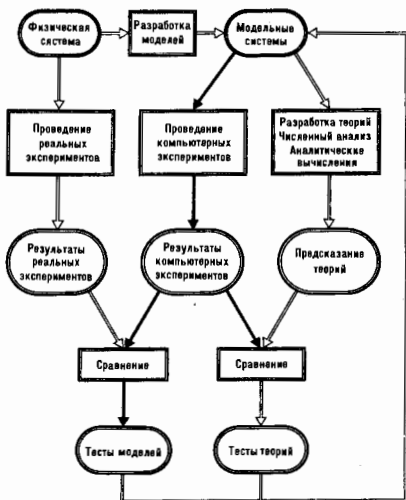 Физическая
система
Разработка
моделей
Модельные
системы
Проведение
реальных
экспериментов
Проведение
компьютерных
экспериментов
Разработка теорий
Численный анализ
Аналитические
вычисления
Результаты
реальных
экспериментов
Результаты
компьютерных
экспериментов
Предсказание
теорий
Сравнение
Сравнение
Тесты моделей
Тесты теорий